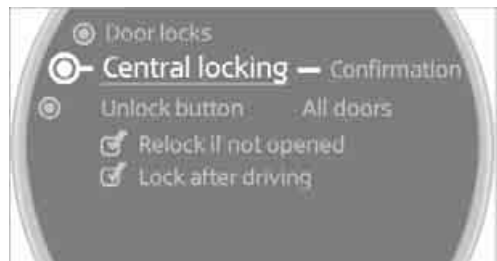 Door locks
Central locking – Confirmation
Unlock button All doors
Relock if not opened
Lock after driving